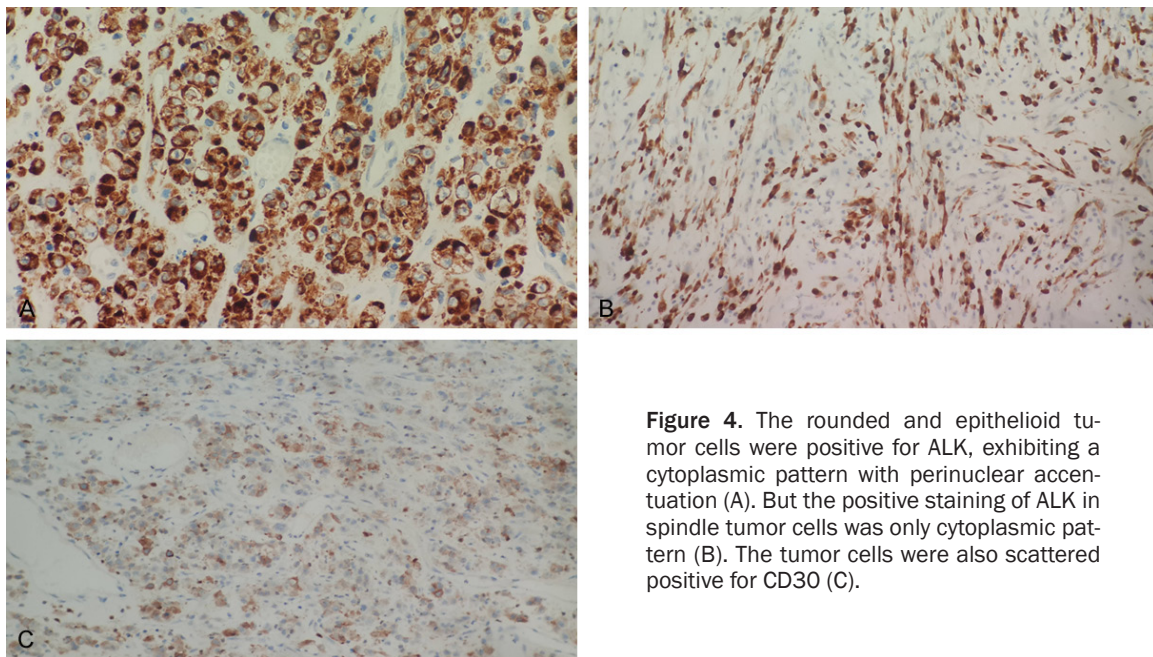 A
B
C
Figure 4. The rounded and epithelioid tu-
mor cells were positive for ALK, exhibiting a
cytoplasmic pattern with perinuclear accen-
tuation (A). But the positive staining of ALK in
spindle tumor cells was only cytoplasmic pat-
tern (B). The tumor cells were also scattered
positive for CD30 (C).